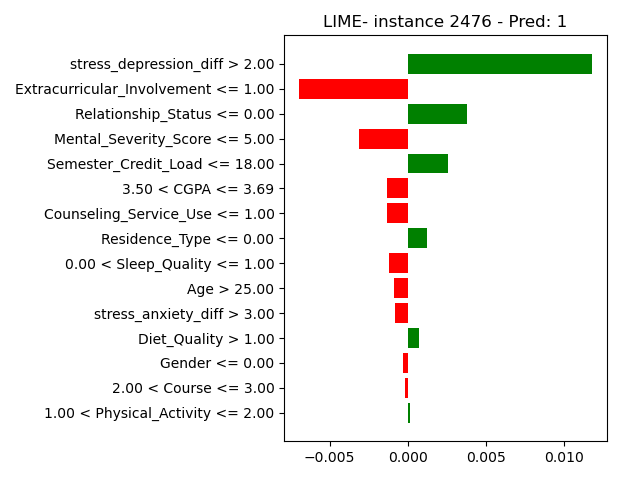 LIME- instance 2476 - Pred: 1
stress_depression_diff > 2.00
Extracurricular_Involvement <= 1.00
Relationship_Status <= 0.00
Mental_Severity_Score <= 5.00
Semester_Credit_Load <= 18.00
3.50 < CGPA <= 3.69
Counseling_Service_Use <= 1.00
Residence_Type <= 0.00
0.00 < Sleep_Quality <= 1.00
Age > 25.00
stress_anxiety_diff > 3.00
Diet_Quality > 1.00
Gender <= 0.00
2.00 < Course <= 3.00
1.00 < Physical_Activity <= 2.00
−0.005 0.000 0.005 0.010